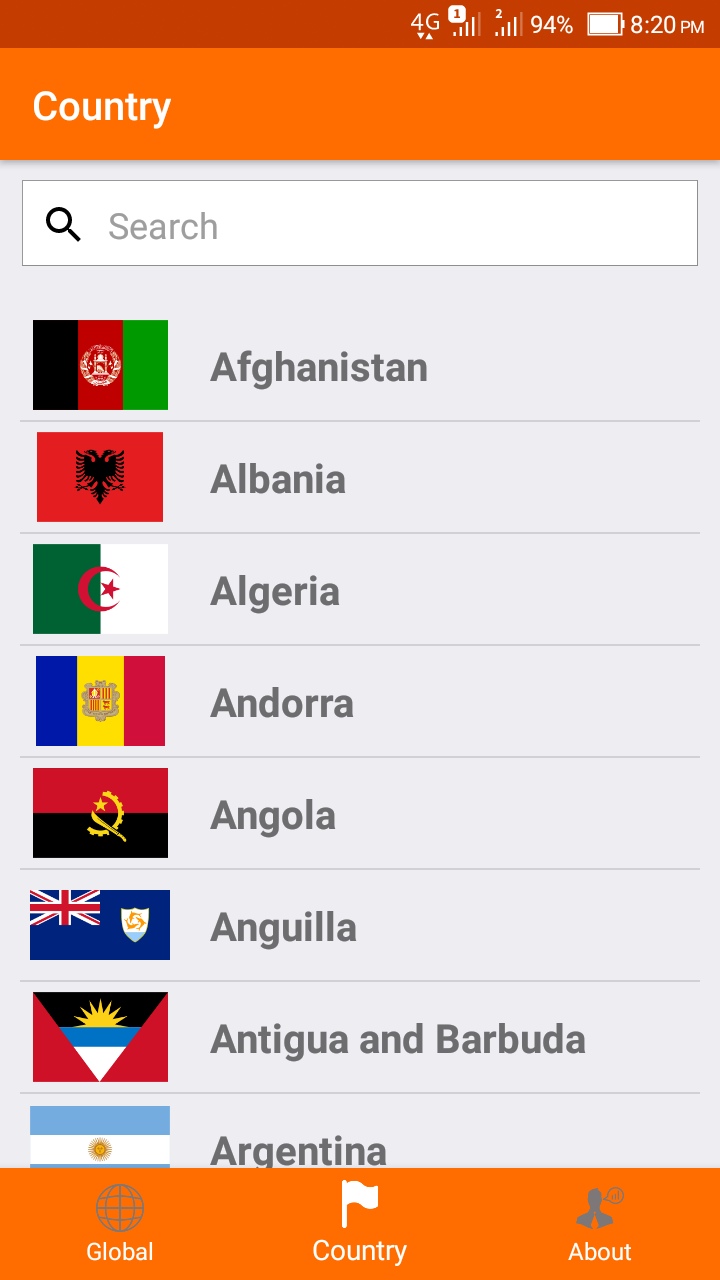 4G 1 2 94% 8:20 PM
Country
Search
Afghanistan
Albania
Algeria
Andorra
Angola
Anguilla
Antigua and Barbuda
Argentina
Global Country About